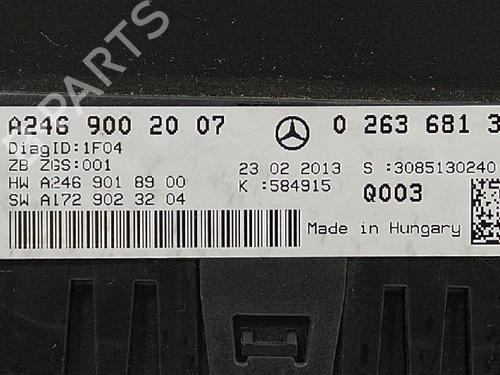 A246 900 20 07 0 263 681 3
DiagID:1F04
ZB ZGS:001 23 02 2013 S :3085130240
HW A246 901 89 00 K :584915 Q003
SW A172 902 32 04
Made in Hungary